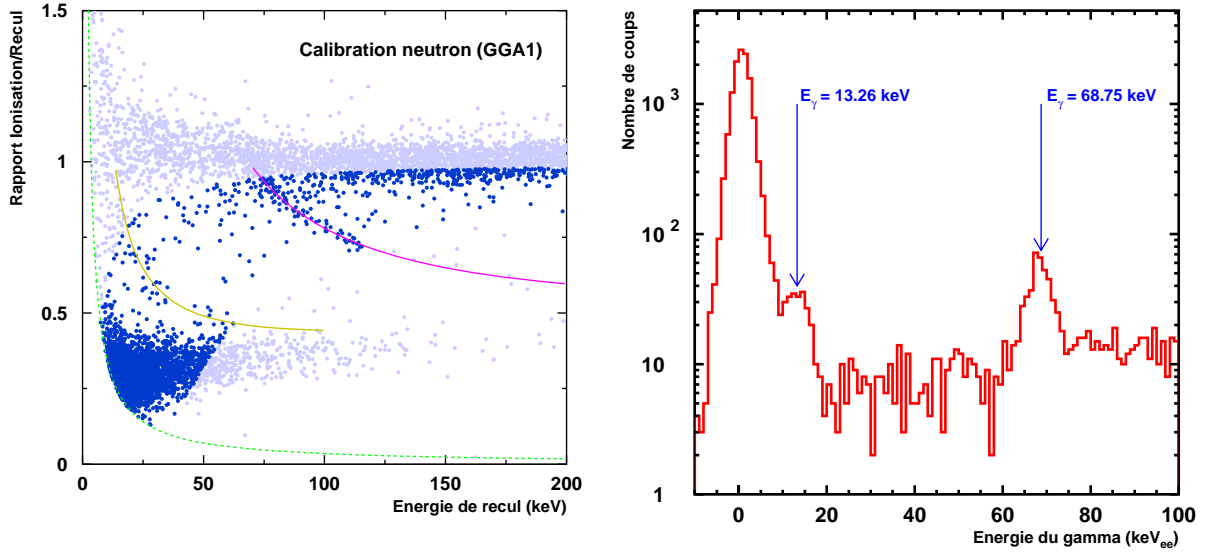 Rapport Ionisation/Recul
1.5
1
0.5
0
Calibration neutron (GGA1)
0 50 100 150 200
Energie de recul (keV)
Nombre de coups
10³
10²
10
1
E_γ = 13.26 keV
E_γ = 68.75 keV
0 20 40 60 80 100
Energie du gamma (keV_ee)